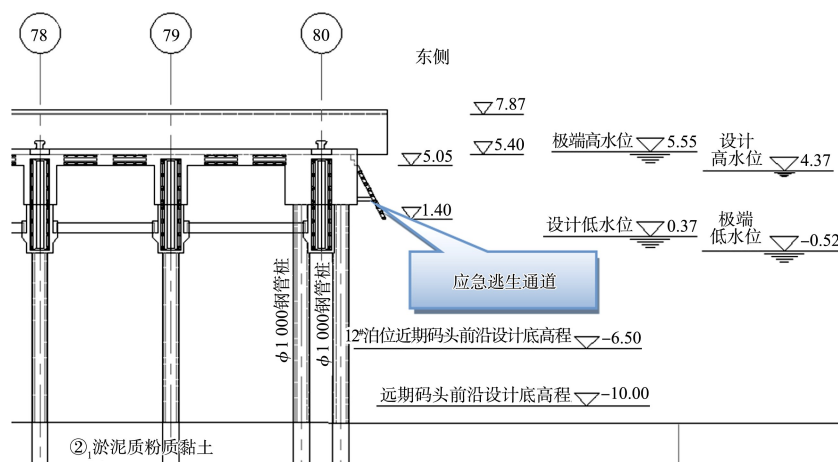 78
79
80
东侧
7.87
5.40
5.05
极端高水位
5.55
设计
高水位
4.37
1.40
设计低水位
0.37
极端
低水位
-0.52
应急逃生通道
ф1 000钢管桩
ф1 000钢管桩
12#泊位近期码头前沿设计底高程
-6.50
远期码头前沿设计底高程
-10.00
②1淤泥质粉质黏土